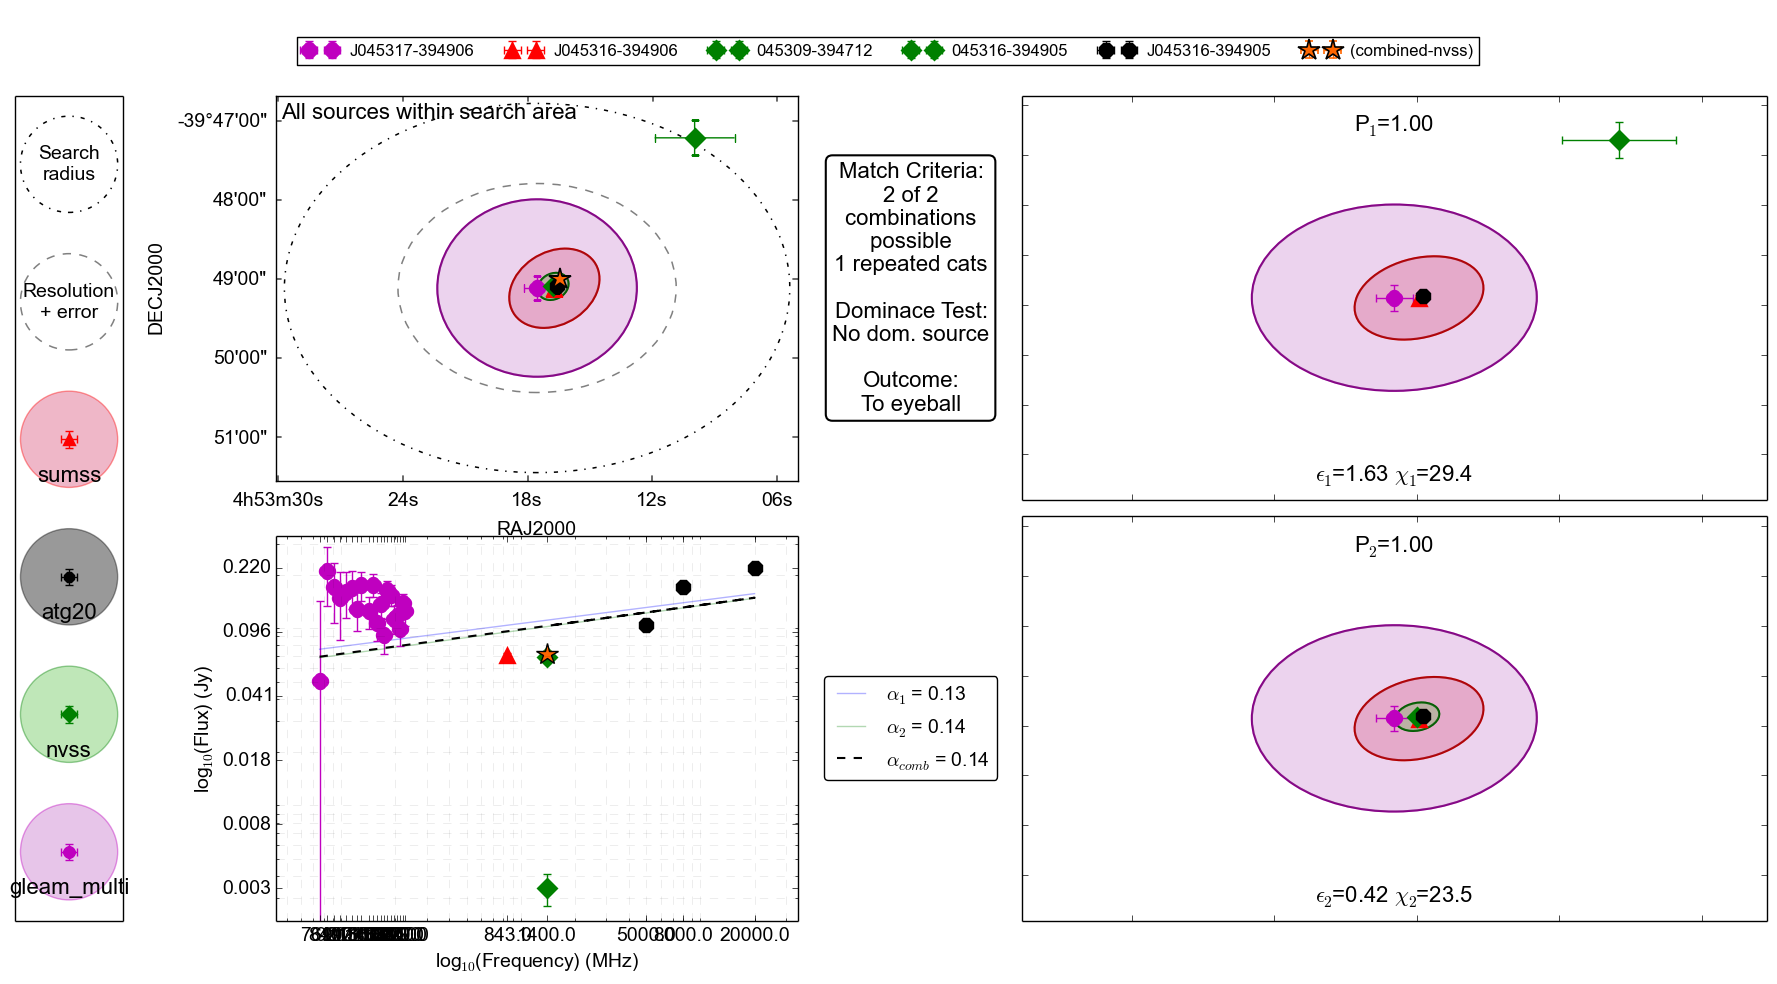 J045317-394906 J045316-394906 045309-394712 045316-394905 J045316-394905 (combined-nvss)
Search
radius
Resolution
+ error
sumss
atg20
nvss
gleam_multi
All sources within search area
DECJ2000
-39°47'00"
48'00"
49'00"
50'00"
51'00"
4h53m30s 24s 18s 12s 06s
RAJ2000
Match Criteria:
2 of 2
combinations
possible
1 repeated cats
Dominace Test:
No dom. source
Outcome:
To eyeball
P1=1.00
ϵ1=1.63 χ1=29.4
log10(Flux) (Jy)
0.220
0.096
0.041
0.018
0.008
0.003
843.0 1400.0 5000.0 8000.0 20000.0
log10(Frequency) (MHz)
α1 = 0.13
α2 = 0.14
αcomb = 0.14
P2=1.00
ϵ2=0.42 χ2=23.5